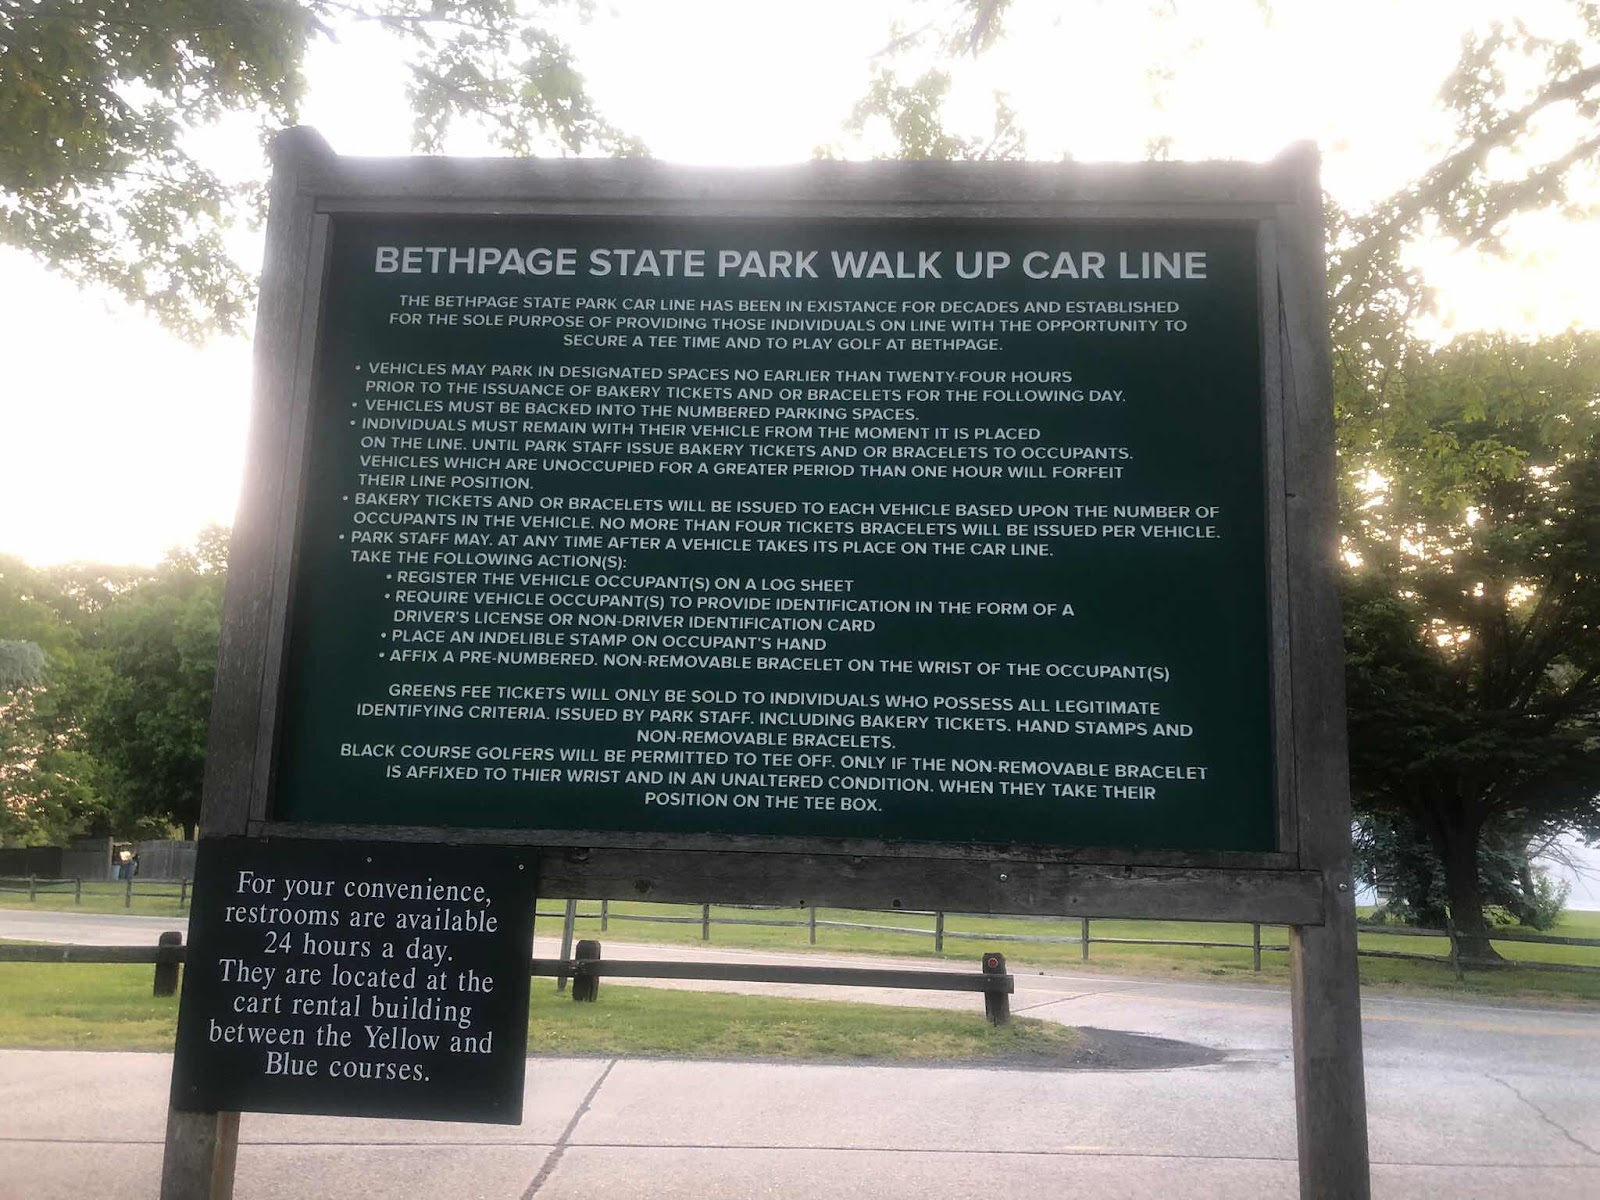 BETHPAGE STATE PARK WALK UP CAR LINE
THE BETHPAGE STATE PARK CAR LINE HAS BEEN IN EXISTANCE FOR DECADES AND ESTABLISHED
FOR THE SOLE PURPOSE OF PROVIDING THOSE INDIVIDUALS ON LINE WITH THE OPPORTUNITY TO
SECURE A TEE TIME AND TO PLAY GOLF AT BETHPAGE.
• VEHICLES MAY PARK IN DESIGNATED SPACES NO EARLIER THAN TWENTY-FOUR HOURS
PRIOR TO THE ISSUANCE OF BAKERY TICKETS AND OR BRACELETS FOR THE FOLLOWING DAY.
• VEHICLES MUST BE BACKED INTO THE NUMBERED PARKING SPACES.
• INDIVIDUALS MUST REMAIN WITH THEIR VEHICLE FROM THE MOMENT IT IS PLACED
ON THE LINE. UNTIL PARK STAFF ISSUE BAKERY TICKETS AND OR BRACELETS TO OCCUPANTS.
VEHICLES WHICH ARE UNOCCUPIED FOR A GREATER PERIOD THAN ONE HOUR WILL FORFEIT
THEIR LINE POSITION.
• BAKERY TICKETS AND OR BRACELETS WILL BE ISSUED TO EACH VEHICLE BASED UPON THE NUMBER OF
OCCUPANTS IN THE VEHICLE. NO MORE THAN FOUR TICKETS BRACELETS WILL BE ISSUED PER VEHICLE.
• PARK STAFF MAY. AT ANY TIME AFTER A VEHICLE TAKES ITS PLACE ON THE CAR LINE.
TAKE THE FOLLOWING ACTION(S):
• REGISTER THE VEHICLE OCCUPANT(S) ON A LOG SHEET
• REQUIRE VEHICLE OCCUPANT(S) TO PROVIDE IDENTIFICATION IN THE FORM OF A
DRIVER'S LICENSE OR NON-DRIVER IDENTIFICATION CARD
• PLACE AN INDELIBLE STAMP ON OCCUPANT'S HAND
• AFFIX A PRE-NUMBERED. NON-REMOVABLE BRACELET ON THE WRIST OF THE OCCUPANT(S)
GREENS FEE TICKETS WILL ONLY BE SOLD TO INDIVIDUALS WHO POSSESS ALL LEGITIMATE
IDENTIFYING CRITERIA. ISSUED BY PARK STAFF. INCLUDING BAKERY TICKETS. HAND STAMPS AND
NON-REMOVABLE BRACELETS.
BLACK COURSE GOLFERS WILL BE PERMITTED TO TEE OFF. ONLY IF THE NON-REMOVABLE BRACELET
IS AFFIXED TO THIER WRIST AND IN AN UNALTERED CONDITION. WHEN THEY TAKE THEIR
POSITION ON THE TEE BOX.
For your convenience,
restrooms are available
24 hours a day.
They are located at the
cart rental building
between the Yellow and
Blue courses.